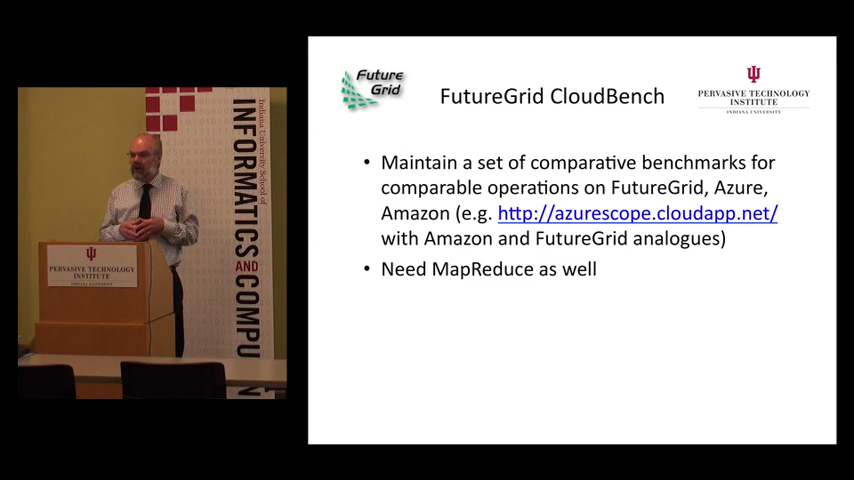 Future
Grid
FutureGrid CloudBench
PERVASIVE TECHNOLOGY
INSTITUTE
INDIANA UNIVERSITY
• Maintain a set of comparative benchmarks for
comparable operations on FutureGrid, Azure,
Amazon (e.g. http://azurescope.cloudapp.net/
with Amazon and FutureGrid analogues)
• Need MapReduce as well
Indiana University School of
INFORMATICS AND COMPU
PERVASIVE TECHNOLOGY
INSTITUTE
INDIANA UNIVERSITY